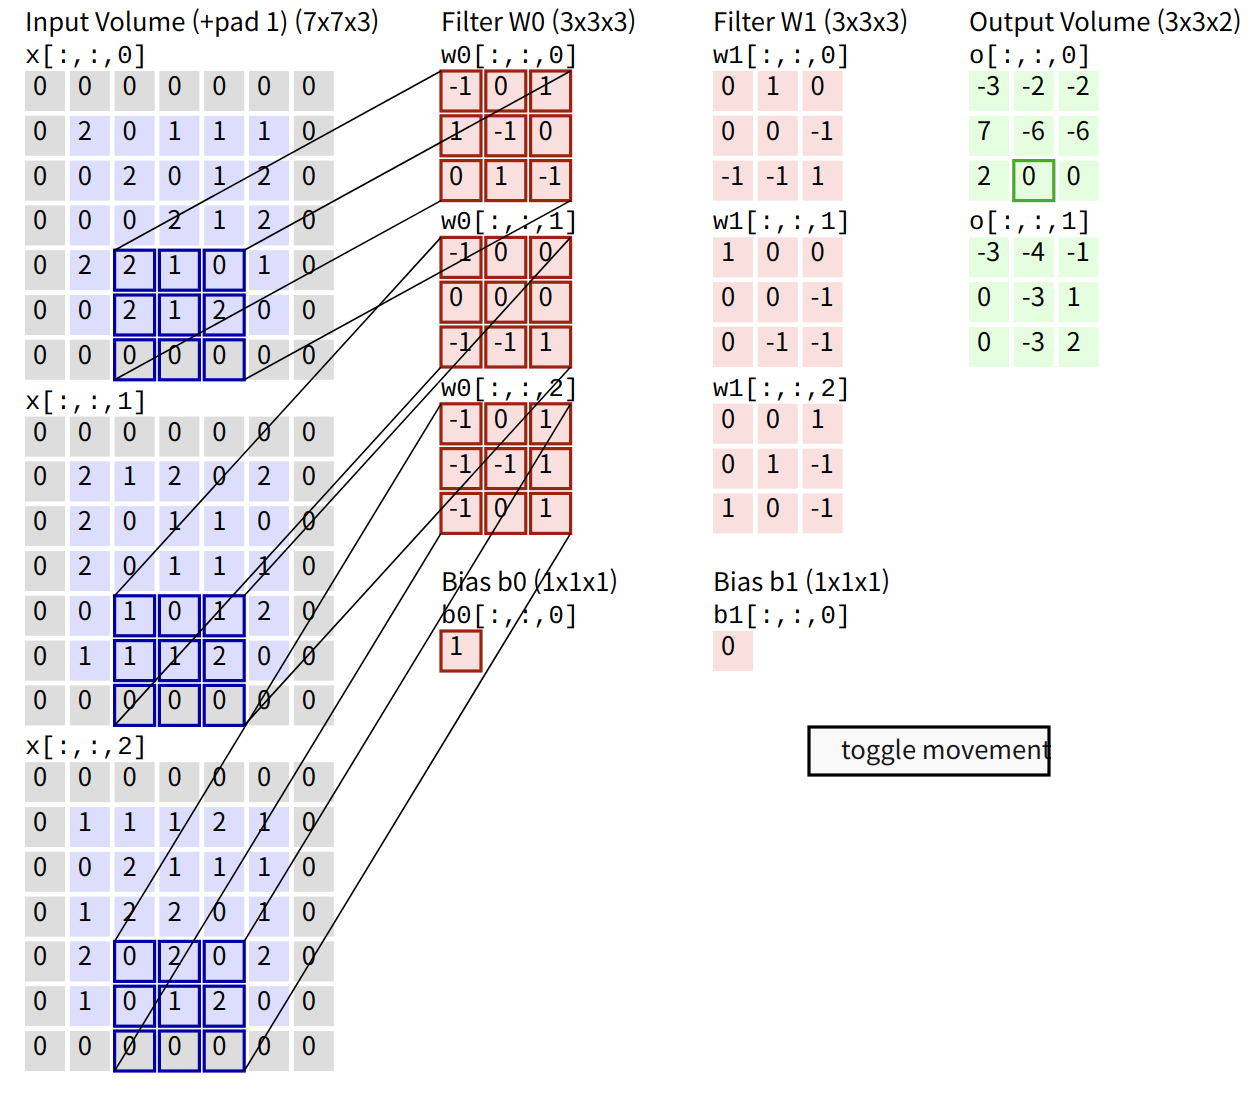 Input Volume (+pad 1) (7x7x3)
x[:,:,0]
0 0 0 0 0 0 0
0 2 0 1 1 1 0
0 0 2 0 1 2 0
0 0 0 2 1 2 0
0 2 2 1 0 1 0
0 0 2 1 2 0 0
0 0 0 0 0 0 0
x[:,:,1]
0 0 0 0 0 0 0
0 2 1 2 0 2 0
0 2 0 1 1 0 0
0 2 0 1 1 1 0
0 0 1 0 1 2 0
0 1 1 1 2 0 0
0 0 0 0 0 0 0
x[:,:,2]
0 0 0 0 0 0 0
0 1 1 1 2 1 0
0 0 2 1 1 1 0
0 1 2 2 0 1 0
0 2 0 2 0 2 0
0 1 0 1 2 0 0
0 0 0 0 0 0 0
Filter W0 (3x3x3)
w0[:,:,0]
-1 0 1
1 -1 0
0 1 -1
w0[:,:,1]
-1 0 0
0 0 0
-1 -1 1
w0[:,:,2]
-1 0 1
-1 -1 1
-1 0 1
Bias b0 (1x1x1)
b0[:,:,0]
1
Filter W1 (3x3x3)
w1[:,:,0]
0 1 0
0 0 -1
-1 -1 1
w1[:,:,1]
1 0 0
0 0 -1
0 -1 -1
w1[:,:,2]
0 0 1
0 1 -1
1 0 -1
Bias b1 (1x1x1)
b1[:,:,0]
0
Output Volume (3x3x2)
o[:,:,0]
-3 -2 -2
7 -6 -6
2 0 0
o[:,:,1]
-3 -4 -1
0 -3 1
0 -3 2
toggle movement